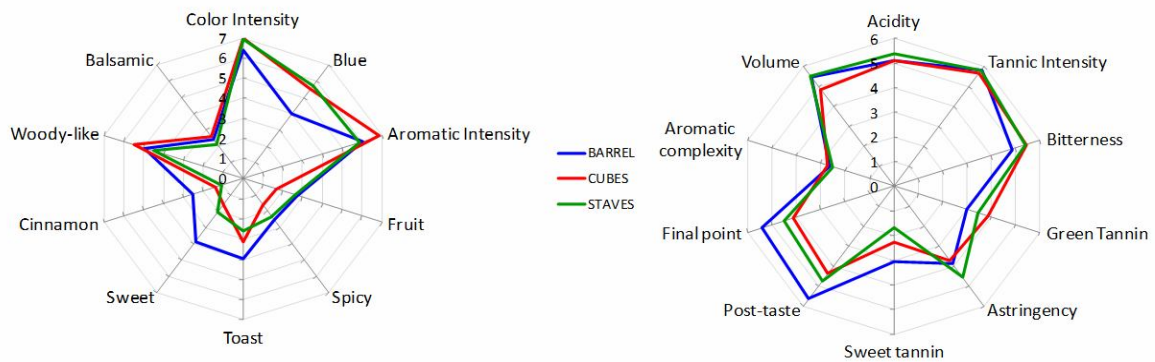 Color Intensity
Blue
Aromatic Intensity
Fruit
Spicy
Toast
Sweet
Cinnamon
Woody-like
Balsamic
7
6
5
4
3
2
1
0
BARREL
CUBES
STAVES
Acidity
Tannic Intensity
Bitterness
Green Tannin
Astringency
Sweet tannin
Post-taste
Final point
Aromatic
complexity
Volume
6
5
4
3
2
1
0